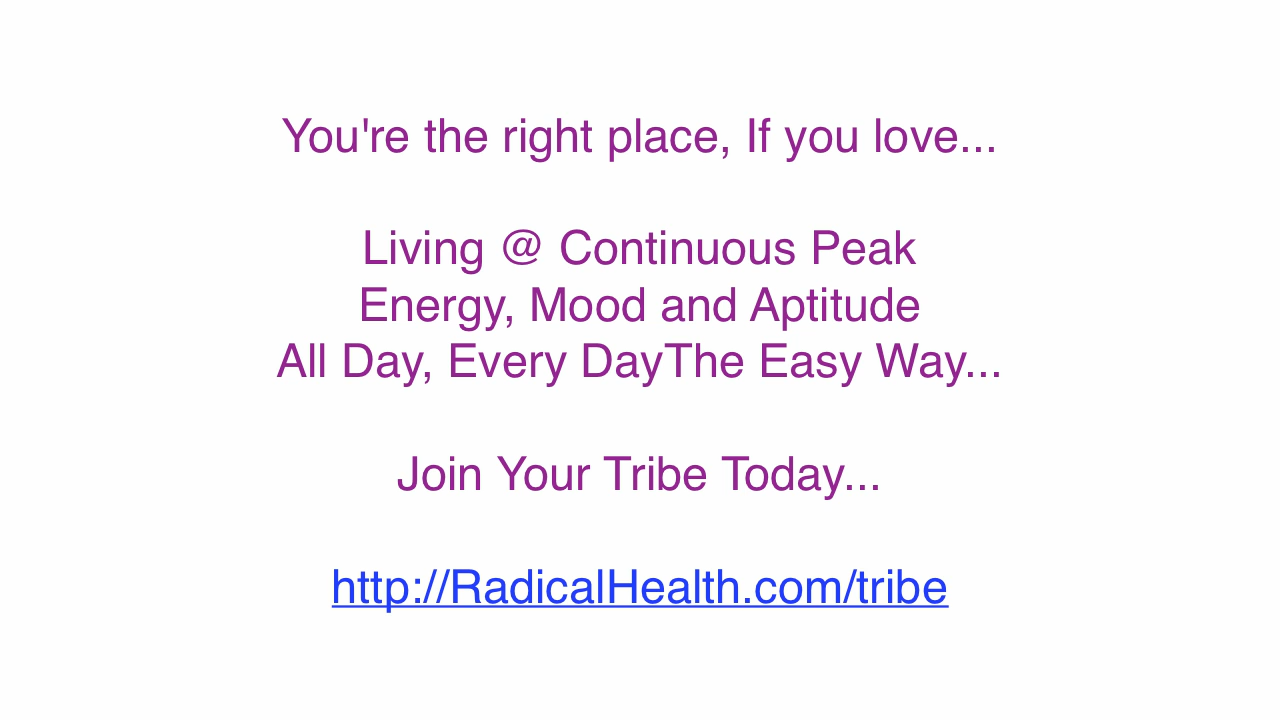 You're the right place, If you love...
Living @ Continuous Peak
Energy, Mood and Aptitude
All Day, Every DayThe Easy Way...
Join Your Tribe Today...
http://RadicalHealth.com/tribe